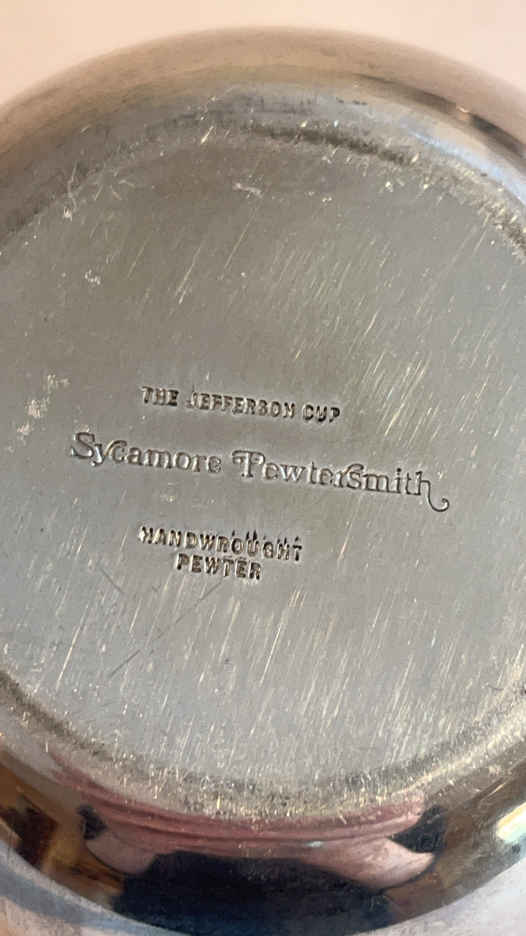 THE JEFFERSON CUP
Sycamore Pewtersmith
HANDWROUGHT
PEWTER